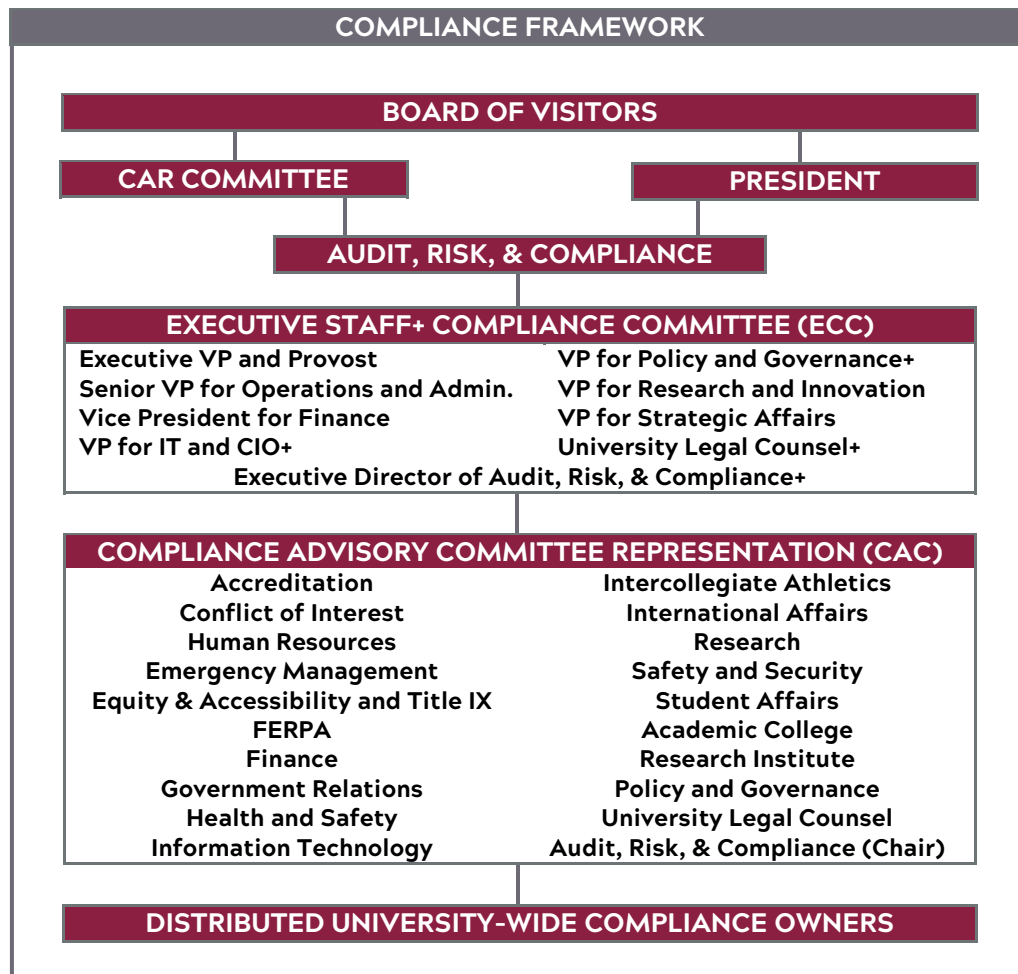 COMPLIANCE FRAMEWORK
BOARD OF VISITORS
CAR COMMITTEE
PRESIDENT
AUDIT, RISK, & COMPLIANCE
EXECUTIVE STAFF+ COMPLIANCE COMMITTEE (ECC)
Executive VP and Provost
Senior VP for Operations and Admin.
Vice President for Finance
VP for IT and CIO+
VP for Policy and Governance+
VP for Research and Innovation
VP for Strategic Affairs
University Legal Counsel+
Executive Director of Audit, Risk, & Compliance+
COMPLIANCE ADVISORY COMMITTEE REPRESENTATION (CAC)
Accreditation
Conflict of Interest
Human Resources
Emergency Management
Equity & Accessibility and Title IX
FERPA
Finance
Government Relations
Health and Safety
Information Technology
Intercollegiate Athletics
International Affairs
Research
Safety and Security
Student Affairs
Academic College
Research Institute
Policy and Governance
University Legal Counsel
Audit, Risk, & Compliance (Chair)
DISTRIBUTED UNIVERSITY-WIDE COMPLIANCE OWNERS